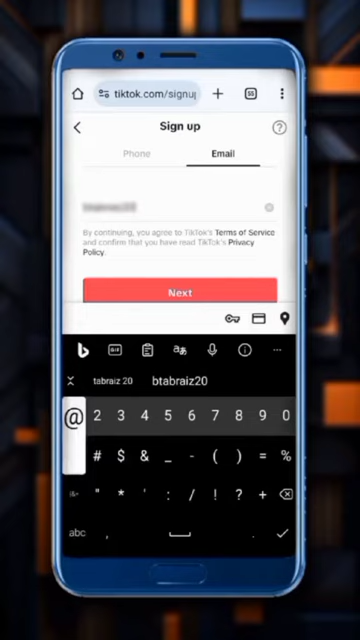 tiktok.com/signup
55
Sign up
Phone
Email
By continuing, you agree to TikTok's Terms of Service
and confirm that you have read TikTok's Privacy
Policy.
Next
GIF
tabraiz 20
btabraiz20
@ 2 3 4 5 6 7 8 9 0
# $ & _ - ( ) = %
" * ' : / ! ? +
abc , .